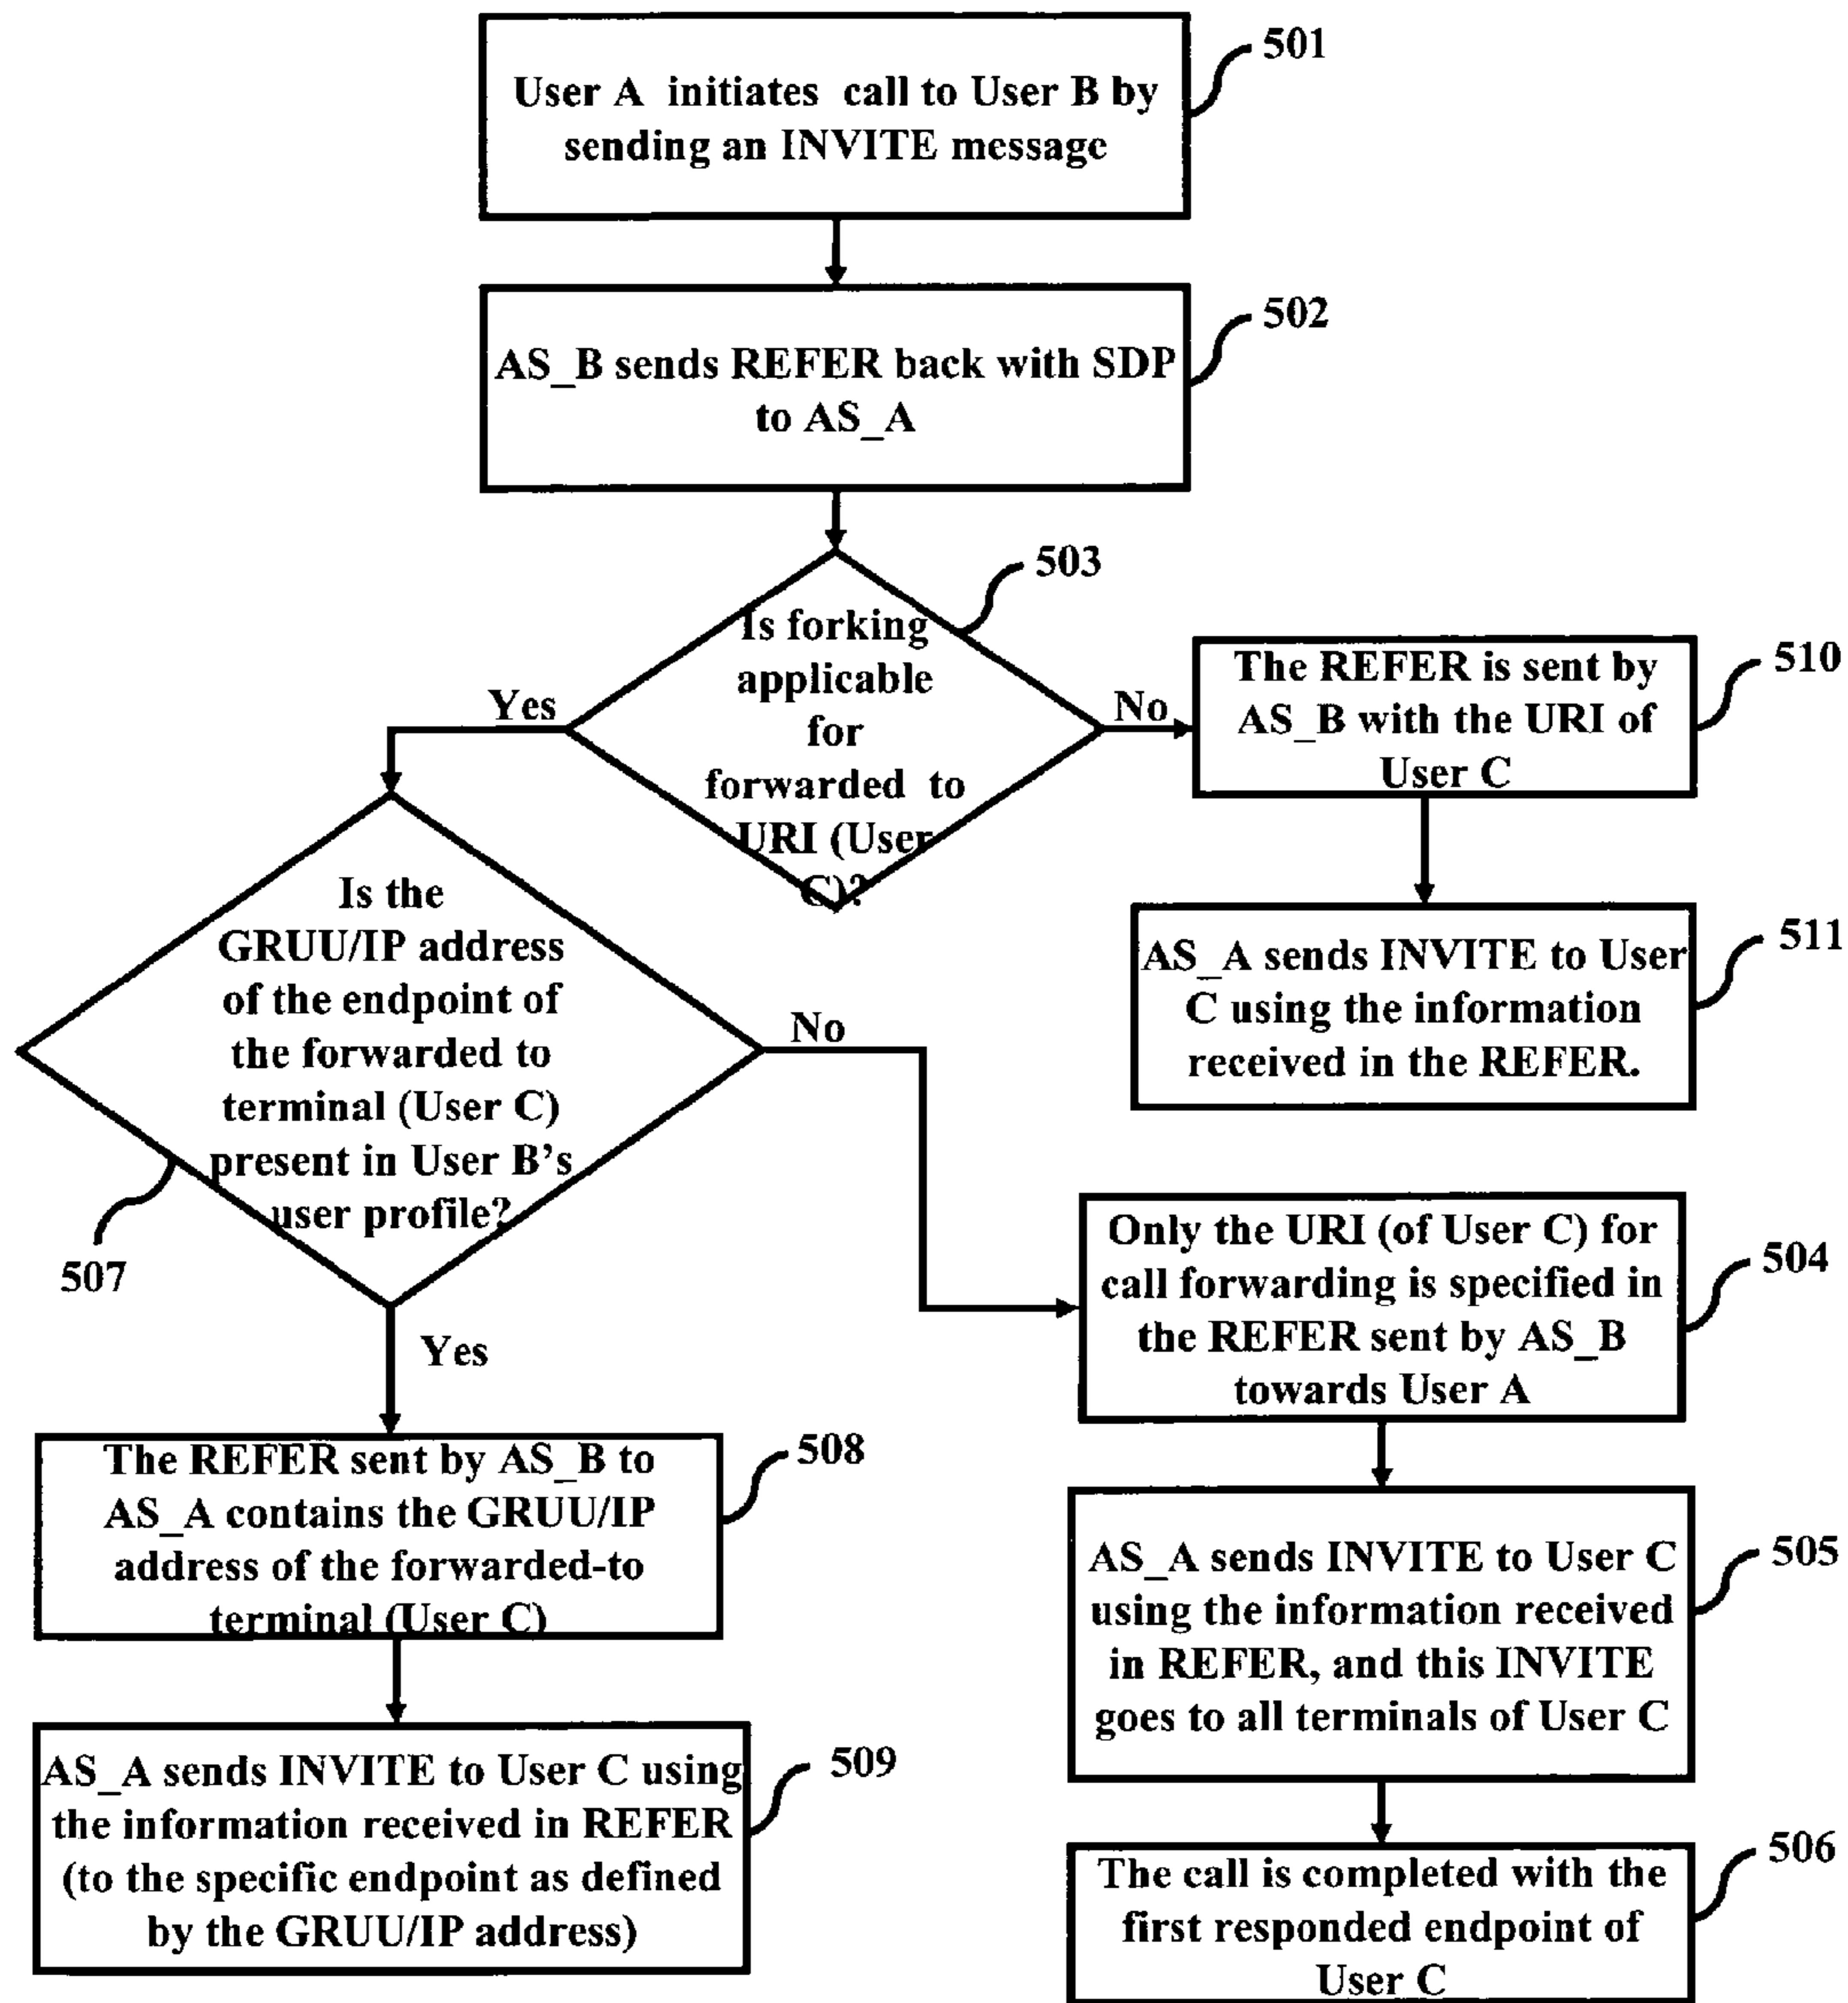 User A initiates call to User B by
sending an INVITE message
501
AS_B sends REFER back with SDP
to AS_A
502
Is forking
applicable
for
forwarded to
URI (User
C)?
503
Yes
No
The REFER is sent by
AS_B with the URI of
User C
510
AS_A sends INVITE to User
C using the information
received in the REFER.
511
Is the
GRUU/IP address
of the endpoint of
the forwarded to
terminal (User C)
present in User B's
user profile?
507
No
Yes
Only the URI (of User C) for
call forwarding is specified in
the REFER sent by AS_B
towards User A
504
The REFER sent by AS_B to
AS_A contains the GRUU/IP
address of the forwarded-to
terminal (User C)
508
AS_A sends INVITE to User C
using the information received
in REFER, and this INVITE
goes to all terminals of User C
505
AS_A sends INVITE to User C using
the information received in REFER
(to the specific endpoint as defined
by the GRUU/IP address)
509
The call is completed with the
first responded endpoint of
User C
506